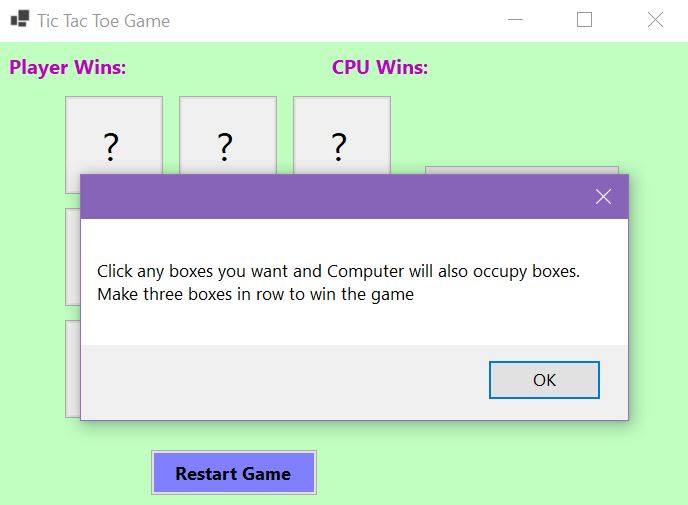 Tic Tac Toe Game
Player Wins: CPU Wins:
? ? ?
Click any boxes you want and Computer will also occupy boxes.
Make three boxes in row to win the game
OK
Restart Game